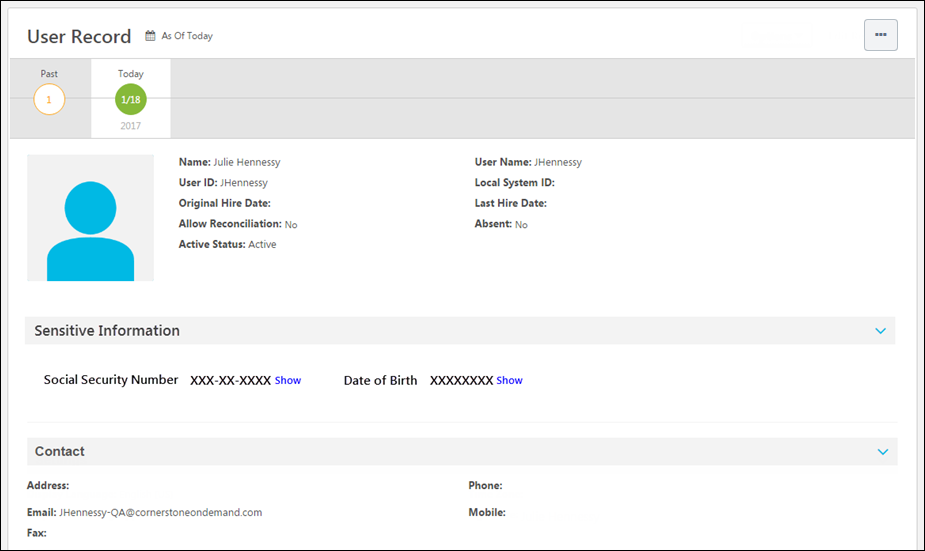 User Record As Of Today
Past Today
1 1/18
2017
Name: Julie Hennessy User Name: JHennessy
User ID: JHennessy Local System ID:
Original Hire Date: Last Hire Date:
Allow Reconciliation: No Absent: No
Active Status: Active
Sensitive Information
Social Security Number XXX-XX-XXXX Show Date of Birth XXXXXXXX Show
Contact
Address: Phone:
Email: JHennessy-QA@cornerstoneondemand.com Mobile:
Fax: